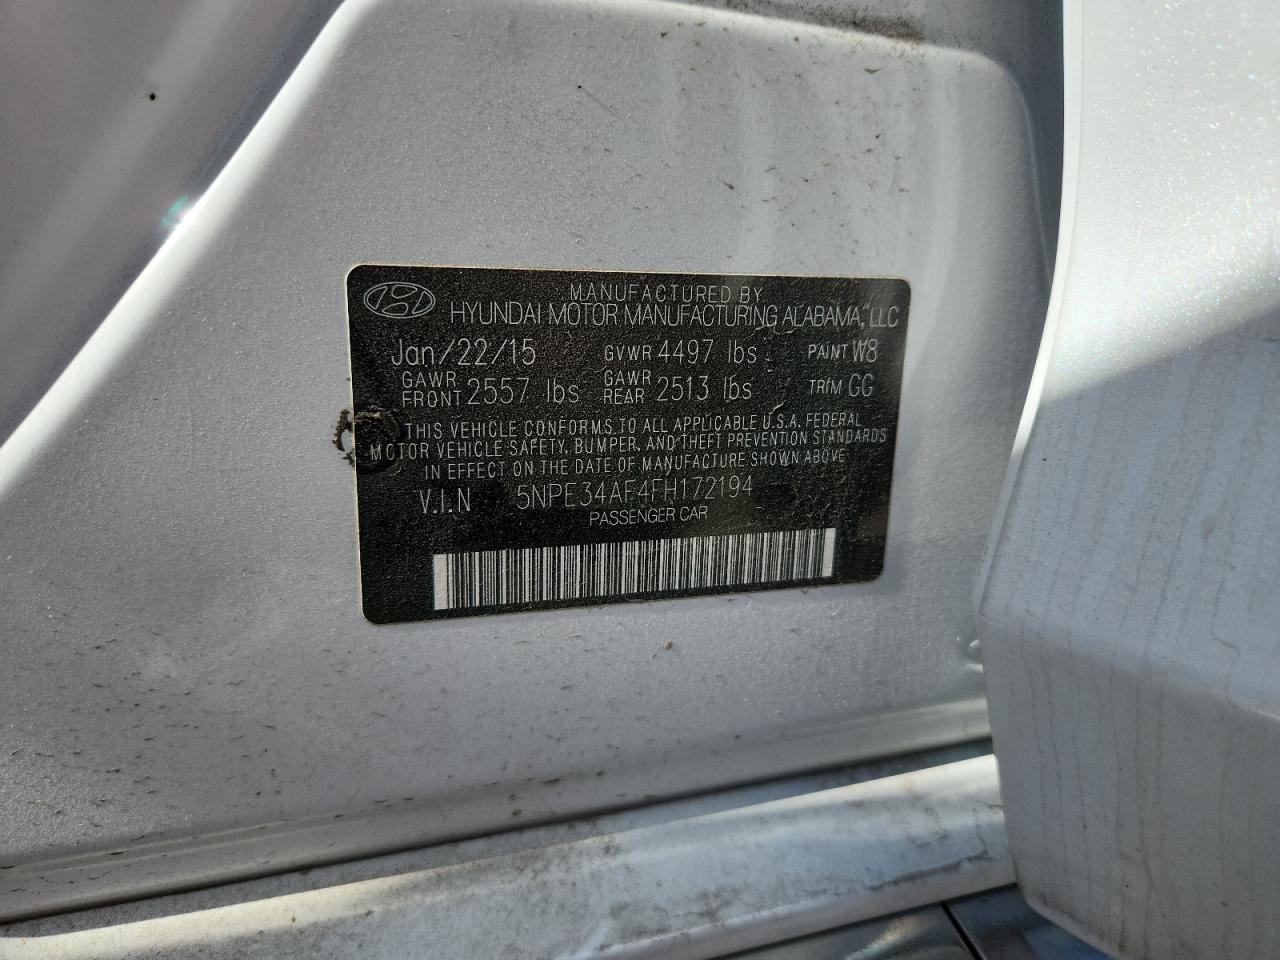 MANUFACTURED BY
HYUNDAI MOTOR MANUFACTURING ALABAMA, LLC
Jan/22/15 GVWR 4497 lbs PAINT W8
GAWR FRONT 2557 lbs GAWR REAR 2513 lbs TRIM GG
THIS VEHICLE CONFORMS TO ALL APPLICABLE U.S.A. FEDERAL
MOTOR VEHICLE SAFETY, BUMPER, AND THEFT PREVENTION STANDARDS
IN EFFECT ON THE DATE OF MANUFACTURE SHOWN ABOVE
V.I.N 5NPE34AF4FH172194
PASSENGER CAR